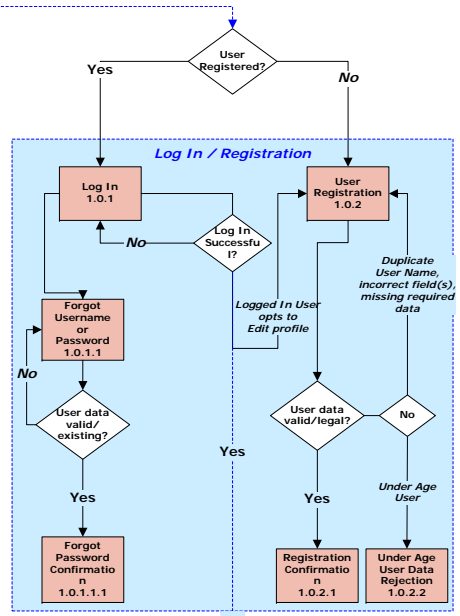 User
Registered?
Yes
No
Log In / Registration
Log In
1.0.1
User
Registration
1.0.2
Log In
Successfu
l?
No
Duplicate
User Name,
incorrect field(s),
missing required
data
Forgot
Username
or
Password
1.0.1.1
Logged In User
opts to
Edit profile
No
User data
valid/
existing?
User data
valid/legal?
No
Yes
Yes
Yes
Under Age
User
Forgot
Password
Confirmatio
n
1.0.1.1.1
Registration
Confirmatio
n
1.0.2.1
Under Age
User Data
Rejection
1.0.2.2